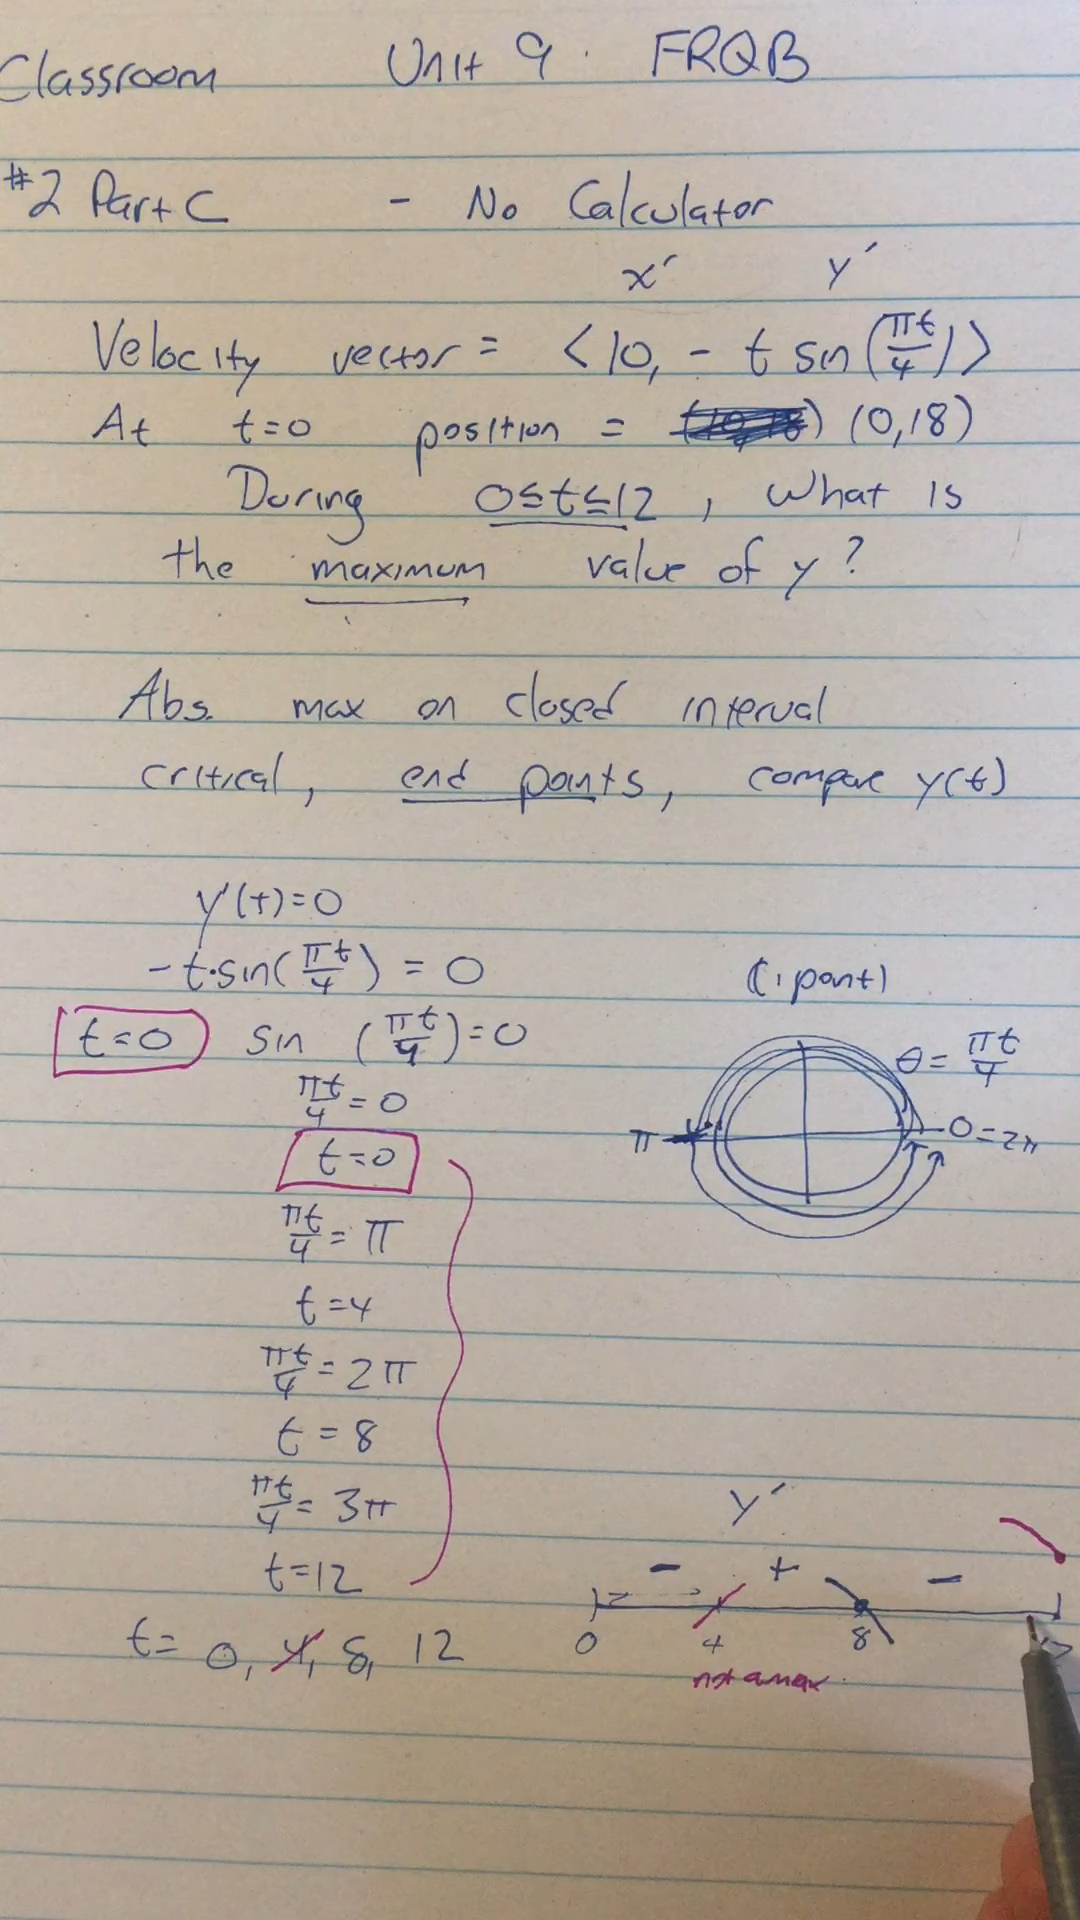 Classroom Unit 9 FRQB
#2 Part C - No Calculator
x′ y′
Velocity vector = <10, - t sin(πt/4)>
At t=0 position = (0,18)
During 0≤t≤12, What is
the maximum value of y?
Abs. max on closed interval
critical, end points, compare y(t)
y′(t)=0
-t·sin(πt/4) = 0 (1 point)
t=0 sin (πt/4)=0
θ= πt/4
πt/4 = 0
π 0=2π
t=0
πt/4 = π
t=4
πt/4 = 2π
t = 8
πt/4 = 3π
y′
t=12
- + -
t= 0, 4, 8, 12
0 4 8
not a max